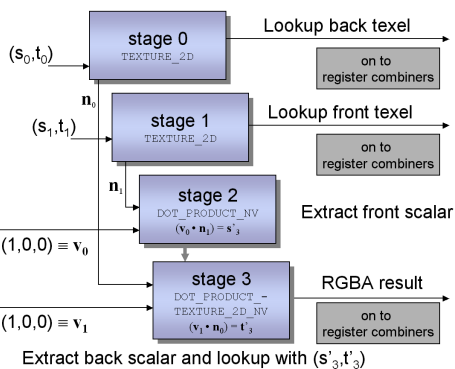 stage 0
TEXTURE_2D
(s0,t0)
Lookup back texel
on to
register combiners
n0
stage 1
TEXTURE_2D
(s1,t1)
Lookup front texel
on to
register combiners
n1
stage 2
DOT_PRODUCT_NV
(v0 • n1) = s'3
Extract front scalar
(1,0,0) ≡ v0
stage 3
DOT_PRODUCT_-
TEXTURE_2D_NV
(v1 • n0) = t'3
RGBA result
on to
register combiners
(1,0,0) ≡ v1
Extract back scalar and lookup with (s'3,t'3)